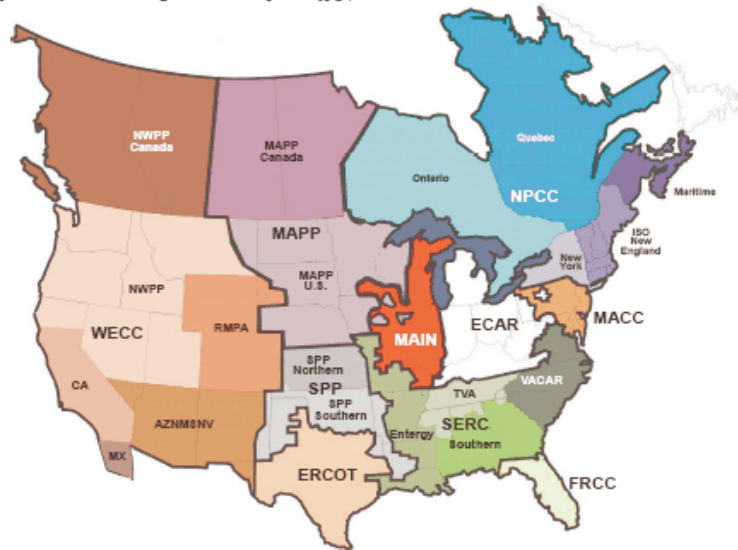 NWPP
Canada
MAPP
Canada
Ontario
Quebec
NPCC
Maritime
ISO
New
England
New
York
MAPP
MAPP
U.S.
NWPP
WECC
RMPA
MAIN
ECAR
MACC
CA
SPP
Northern
SPP
SPP
Southern
TVA
VACAR
AZNMSNV
Entergy
SERC
Southern
MX
ERCOT
FRCC